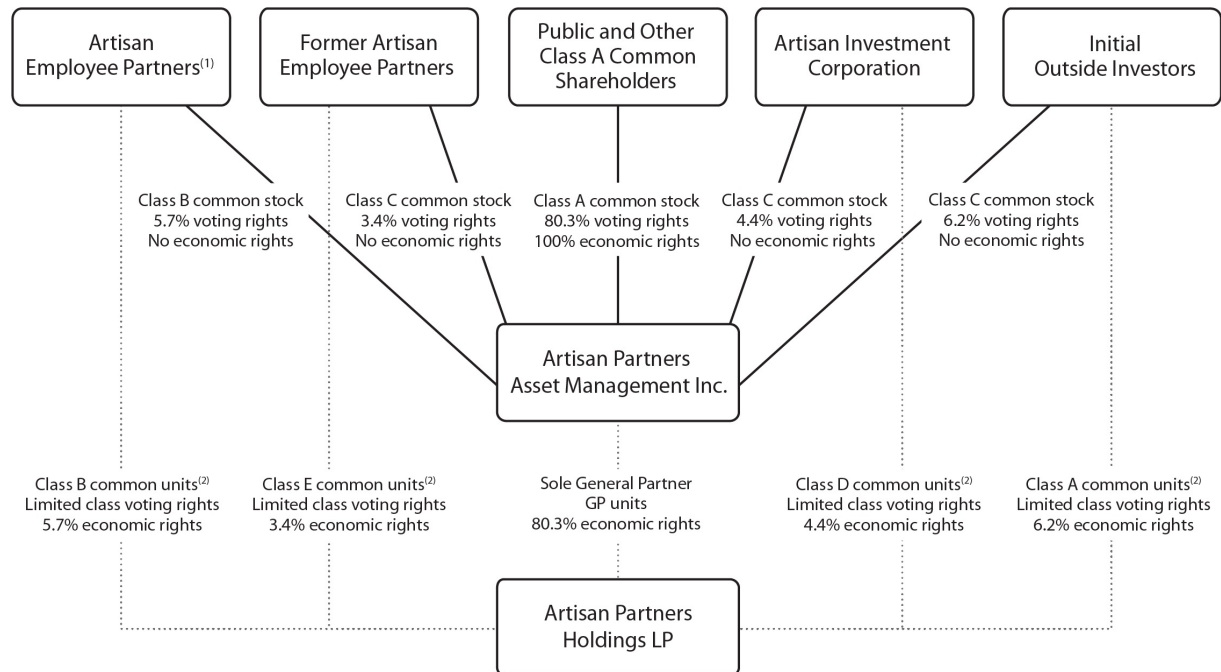 Artisan
Employee Partners(1)
Former Artisan
Employee Partners
Public and Other
Class A Common
Shareholders
Artisan Investment
Corporation
Initial
Outside Investors
Class B common stock
5.7% voting rights
No economic rights
Class C common stock
3.4% voting rights
No economic rights
Class A common stock
80.3% voting rights
100% economic rights
Class C common stock
4.4% voting rights
No economic rights
Class C common stock
6.2% voting rights
No economic rights
Artisan Partners
Asset Management Inc.
Class B common units(2)
Limited class voting rights
5.7% economic rights
Class E common units(2)
Limited class voting rights
3.4% economic rights
Sole General Partner
GP units
80.3% economic rights
Class D common units(2)
Limited class voting rights
4.4% economic rights
Class A common units(2)
Limited class voting rights
6.2% economic rights
Artisan Partners
Holdings LP